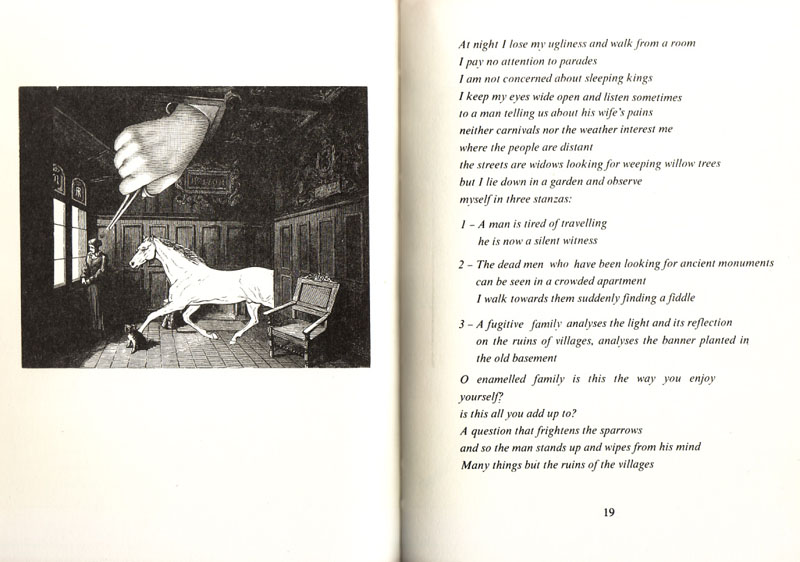 At night I lose my ugliness and walk from a room
I pay no attention to parades
I am not concerned about sleeping kings
I keep my eyes wide open and listen sometimes
to a man telling us about his wife's pains
neither carnivals nor the weather interest me
where the people are distant
the streets are widows looking for weeping willow trees
but I lie down in a garden and observe
myself in three stanzas:
1 – A man is tired of travelling
he is now a silent witness
2 – The dead men who have been looking for ancient monuments
can be seen in a crowded apartment
I walk towards them suddenly finding a fiddle
3 – A fugitive family analyses the light and its reflection
on the ruins of villages, analyses the banner planted in
the old basement
O enamelled family is this the way you enjoy
yourself?
is this all you add up to?
A question that frightens the sparrows
and so the man stands up and wipes from his mind
Many things but the ruins of the villages
19